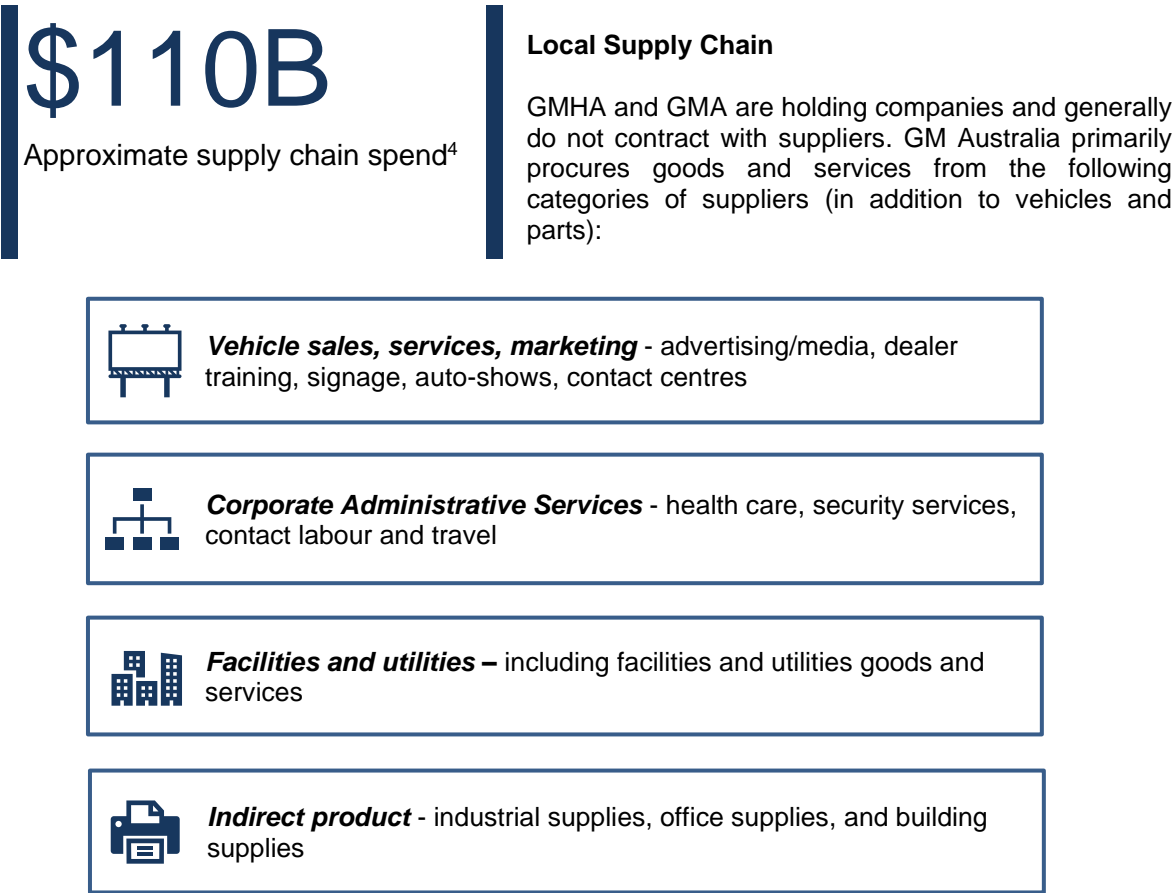 $110B
Approximate supply chain spend⁴
Local Supply Chain
GMHA and GMA are holding companies and generally
do not contract with suppliers. GM Australia primarily
procures goods and services from the following
categories of suppliers (in addition to vehicles and
parts):
Vehicle sales, services, marketing - advertising/media, dealer
training, signage, auto-shows, contact centres
Corporate Administrative Services - health care, security services,
contact labour and travel
Facilities and utilities – including facilities and utilities goods and
services
Indirect product - industrial supplies, office supplies, and building
supplies